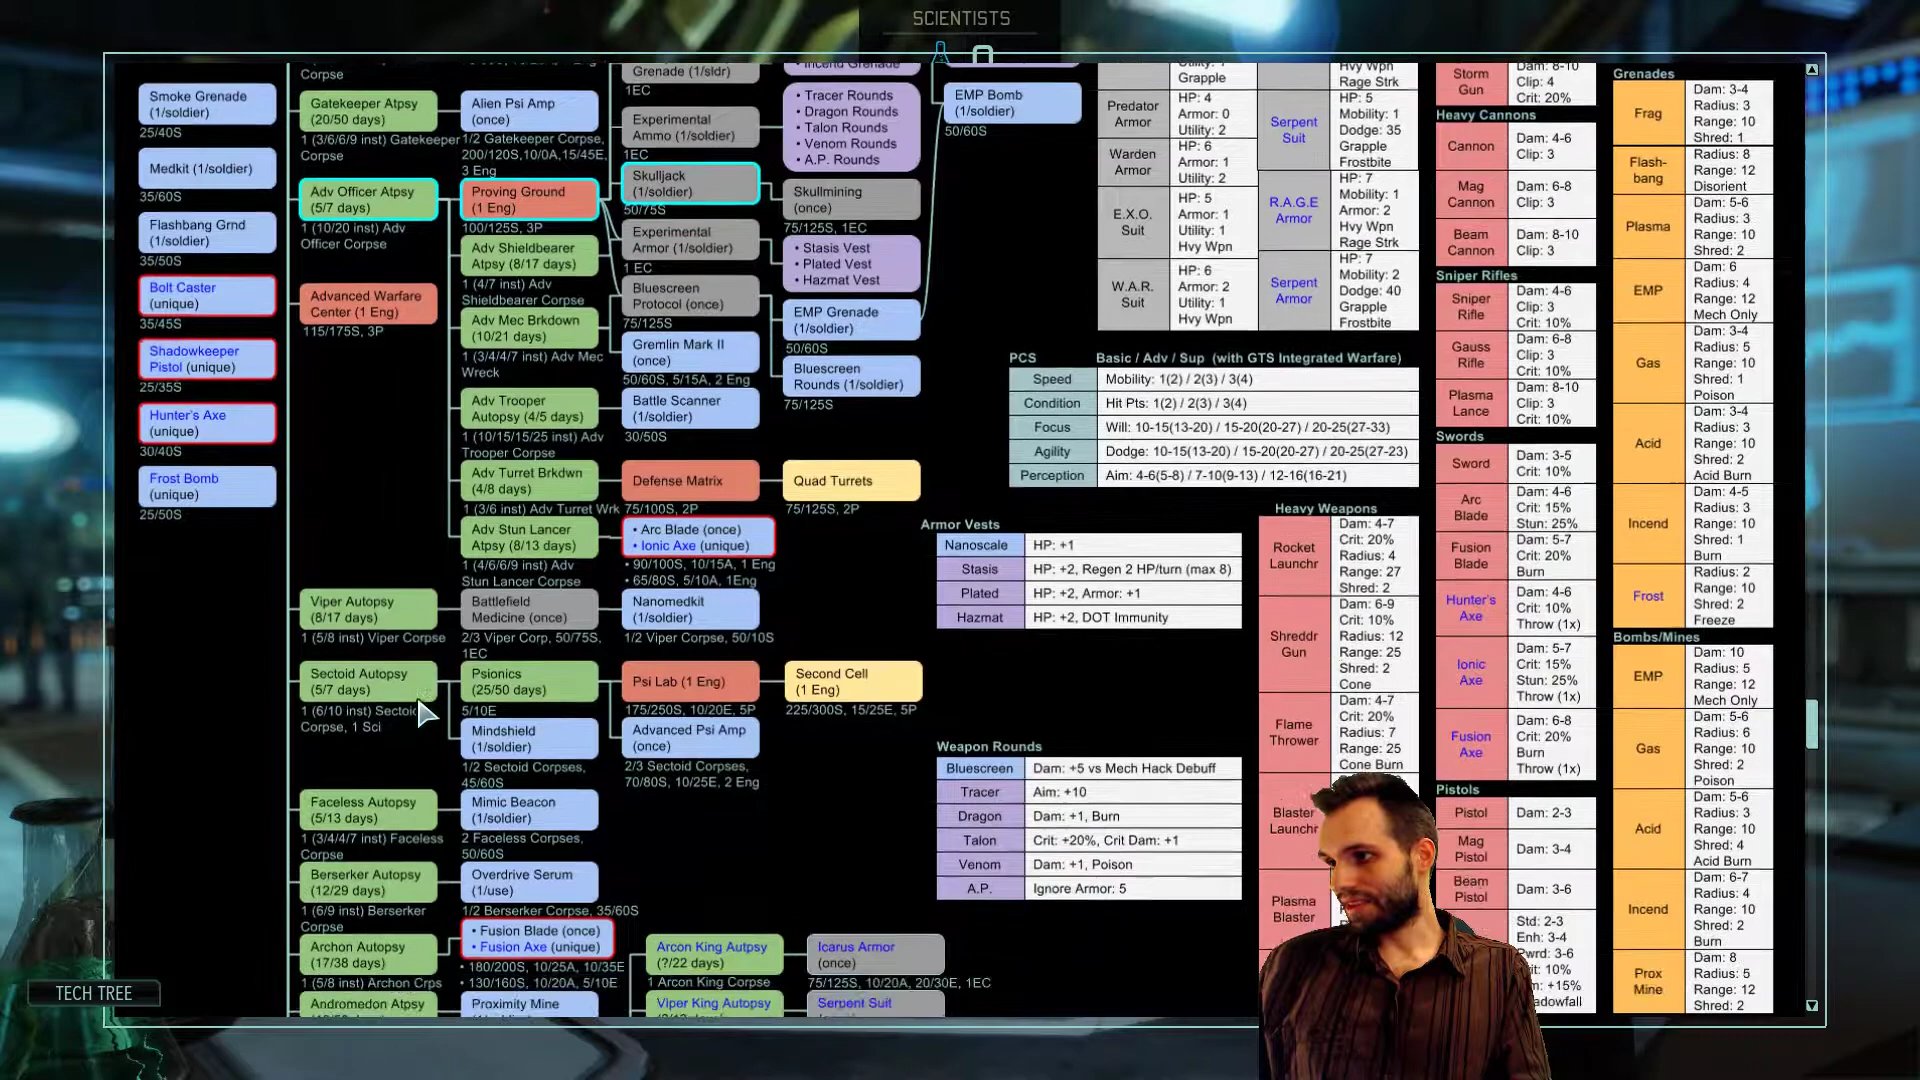 SCIENTISTS
Smoke Grenade
(1/soldier)
25/40S
Medkit (1/soldier)
35/60S
Flashbang Grnd
(1/soldier)
35/50S
Bolt Caster
(unique)
35/45S
Shadowkeeper
Pistol (unique)
25/35S
Hunter's Axe
(unique)
30/40S
Frost Bomb
(unique)
25/50S
TECH TREE
Corpse
Gatekeeper Atpsy
(20/50 days)
1 (3/6/6/9) Gatekeeper
Corpse
Adv Officer Atpsy
(5/7 days)
1 (10/20 inst) Adv
Officer Corpse
Advanced Warfare
Center (1 Eng)
115/175S, 3P
Viper Autopsy
(8/17 days)
1 (5/8 inst) Viper Corpse
Sectoid Autopsy
(5/7 days)
1 (6/10 inst) Sectoid
Corpse, 1 Sci
Faceless Autopsy
(5/13 days)
1 (3/4/4/7 inst) Faceless
Corpse
Berserker Autopsy
(12/29 days)
1 (6/9 inst) Berserker
Corpse
Archon Autopsy
(17/38 days)
1 (5/8 inst) Archon Crps
Andromedon Atpsy
Alien Psi Amp
(once)
1/2 Gatekeeper Corpse,
200/120S, 10/0A, 15/45E,
3 Eng
Proving Ground
(1 Eng)
100/125S, 3P
Adv Shieldbearer
Atpsy (8/17 days)
1 (4/7 inst) Adv
Shieldbearer Corpse
Adv Mec Brkdown
(10/21 days)
1 (3/4/4/7 inst) Adv Mec
Wreck
Adv Trooper
Autopsy (4/5 days)
1 (10/15/15/25 inst) Adv
Trooper Corpse
Adv Turret Brkdwn
(4/8 days)
1 (3/6 inst) Adv Turret Wrk
Adv Stun Lancer
Atpsy (8/13 days)
1 (4/6/6/9 inst) Adv
Stun Lancer Corpse
Battlefield
Medicine (once)
2/3 Viper Corp, 50/75S,
1EC
Psionics
(25/50 days)
5/10E
Mindshield
(1/soldier)
1/2 Sectoid Corpses,
45/60S
Mimic Beacon
(1/soldier)
2 Faceless Corpses,
50/60S
Overdrive Serum
(1/use)
1/2 Berserker Corpse, 35/60S
• Fusion Blade (once)
• Fusion Axe (unique)
• 180/200S, 10/25A, 10/35E
• 130/160S, 10/20A, 5/10E
Proximity Mine
Grenade (1/sldr)
1EC
Experimental
Ammo (1/soldier)
1EC
Skulljack
(1/soldier)
50/75S
Experimental
Armor (1/soldier)
1 EC
Bluescreen
Protocol (once)
75/125S
Gremlin Mark II
(once)
50/60S, 5/15A, 2 Eng
Battle Scanner
(1/soldier)
30/50S
Defense Matrix
75/100S, 2P
• Arc Blade (once)
• Ionic Axe (unique)
• 90/100S, 10/15A, 1 Eng
• 65/80S, 5/10A, 1Eng
Nanomedkit
(1/soldier)
1/2 Viper Corpse, 50/10S
Psi Lab (1 Eng)
175/250S, 10/20E, 5P
Advanced Psi Amp
(once)
2/3 Sectoid Corpses,
70/80S, 10/25E, 2 Eng
Arcon King Autpsy
(?/22 days)
1 Arcon King Corpse
Viper King Autopsy
• Incend Grenade
• Tracer Rounds
• Dragon Rounds
• Talon Rounds
• Venom Rounds
• A.P. Rounds
Skullmining
(once)
75/125S, 1EC
• Stasis Vest
• Plated Vest
• Hazmat Vest
EMP Grenade
(1/soldier)
50/60S
Bluescreen
Rounds (1/soldier)
75/125S
Quad Turrets
75/125S, 2P
Second Cell
(1 Eng)
225/300S, 15/25E, 5P
Icarus Armor
(once)
75/125S, 10/20A, 20/30E, 1EC
Serpent Suit
EMP Bomb
(1/soldier)
50/60S
Utility: 1
Grapple
Predator
Armor
HP: 4
Armor: 0
Utility: 2
Warden
Armor
HP: 6
Armor: 1
Utility: 2
E.X.O.
Suit
HP: 5
Armor: 1
Utility: 1
Hvy Wpn
W.A.R.
Suit
HP: 6
Armor: 2
Utility: 1
Hvy Wpn
Hvy Wpn
Rage Strk
Serpent
Suit
HP: 5
Mobility: 1
Dodge: 35
Grapple
Frostbite
R.A.G.E
Armor
HP: 7
Mobility: 1
Armor: 2
Hvy Wpn
Rage Strk
Serpent
Armor
HP: 7
Mobility: 2
Dodge: 40
Grapple
Frostbite
PCS Basic / Adv / Sup (with GTS Integrated Warfare)
Speed Mobility: 1(2) / 2(3) / 3(4)
Condition Hit Pts: 1(2) / 2(3) / 3(4)
Focus Will: 10-15(13-20) / 15-20(20-27) / 20-25(27-33)
Agility Dodge: 10-15(13-20) / 15-20(20-27) / 20-25(27-23)
Perception Aim: 4-6(5-8) / 7-10(9-13) / 12-16(16-21)
Armor Vests
Nanoscale HP: +1
Stasis HP: +2, Regen 2 HP/turn (max 8)
Plated HP: +2, Armor: +1
Hazmat HP: +2, DOT Immunity
Weapon Rounds
Bluescreen Dam: +5 vs Mech Hack Debuff
Tracer Aim: +10
Dragon Dam: +1, Burn
Talon Crit: +20%, Crit Dam: +1
Venom Dam: +1, Poison
A.P. Ignore Armor: 5
Heavy Weapons
Rocket
Launchr
Dam: 4-7
Crit: 20%
Radius: 4
Range: 27
Shred: 2
Shreddr
Gun
Dam: 6-9
Crit: 10%
Radius: 12
Range: 25
Shred: 2
Cone
Flame
Thrower
Dam: 4-7
Crit: 20%
Radius: 7
Range: 25
Cone Burn
Blaster
Launchr
Plasma
Blaster
Storm
Gun
Dam: 8-10
Clip: 4
Crit: 20%
Heavy Cannons
Cannon
Dam: 4-6
Clip: 3
Mag
Cannon
Dam: 6-8
Clip: 3
Beam
Cannon
Dam: 8-10
Clip: 3
Sniper Rifles
Sniper
Rifle
Dam: 4-6
Clip: 3
Crit: 10%
Gauss
Rifle
Dam: 6-8
Clip: 3
Crit: 10%
Plasma
Lance
Dam: 8-10
Clip: 3
Crit: 10%
Swords
Sword
Dam: 3-5
Crit: 10%
Arc
Blade
Dam: 4-6
Crit: 15%
Stun: 25%
Fusion
Blade
Dam: 5-7
Crit: 20%
Burn
Hunter's
Axe
Dam: 4-6
Crit: 10%
Throw (1x)
Ionic
Axe
Dam: 5-7
Crit: 15%
Stun: 25%
Throw (1x)
Fusion
Axe
Dam: 6-8
Crit: 20%
Burn
Throw (1x)
Pistols
Pistol
Dam: 2-3
Mag
Pistol
Dam: 3-4
Beam
Pistol
Dam: 3-6
Std: 2-3
Enh: 3-4
Pwrd: 3-6
Grenades
Frag
Dam: 3-4
Radius: 3
Range: 10
Shred: 1
Flash-
bang
Radius: 8
Range: 12
Disorient
Plasma
Dam: 5-6
Radius: 3
Range: 10
Shred: 2
EMP
Dam: 6
Radius: 4
Range: 12
Mech Only
Gas
Dam: 3-4
Radius: 5
Range: 10
Shred: 1
Poison
Acid
Dam: 3-4
Radius: 3
Range: 10
Shred: 2
Acid Burn
Incend
Dam: 4-5
Radius: 3
Range: 10
Shred: 1
Burn
Frost
Radius: 2
Range: 10
Shred: 2
Freeze
Bombs/Mines
EMP
Dam: 10
Radius: 5
Range: 12
Mech Only
Gas
Dam: 5-6
Radius: 6
Range: 10
Shred: 2
Poison
Acid
Dam: 5-6
Radius: 3
Range: 10
Shred: 4
Acid Burn
Incend
Dam: 6-7
Radius: 4
Range: 10
Shred: 2
Burn
Prox
Mine
Dam: 8
Radius: 5
Range: 12
Shred: 2